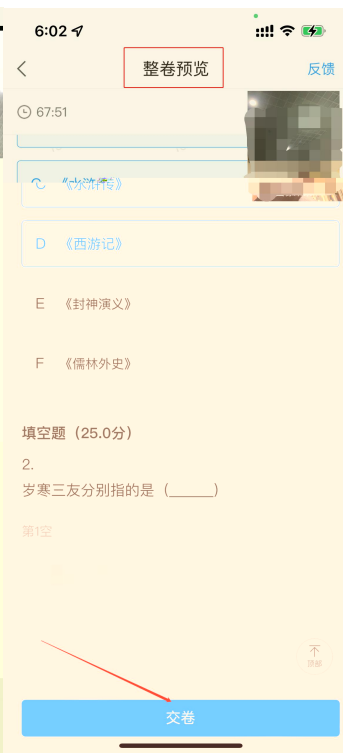 6:02
整卷预览
反馈
67:51
C 《水浒传》
D 《西游记》
E 《封神演义》
F 《儒林外史》
填空题（25.0分）
2.
岁寒三友分别指的是（______）
第1空
顶部
交卷